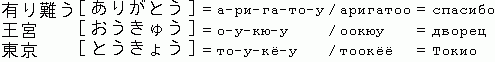 有り難う[ありがとう] = а-ри-га-то-у /аригатоо = спасибо
王宮 [おうきゅう] = о-у-кю-у /оокюу = дворец
東京 [とうきょう] = то-у-кё-у /тоокёё = Токио